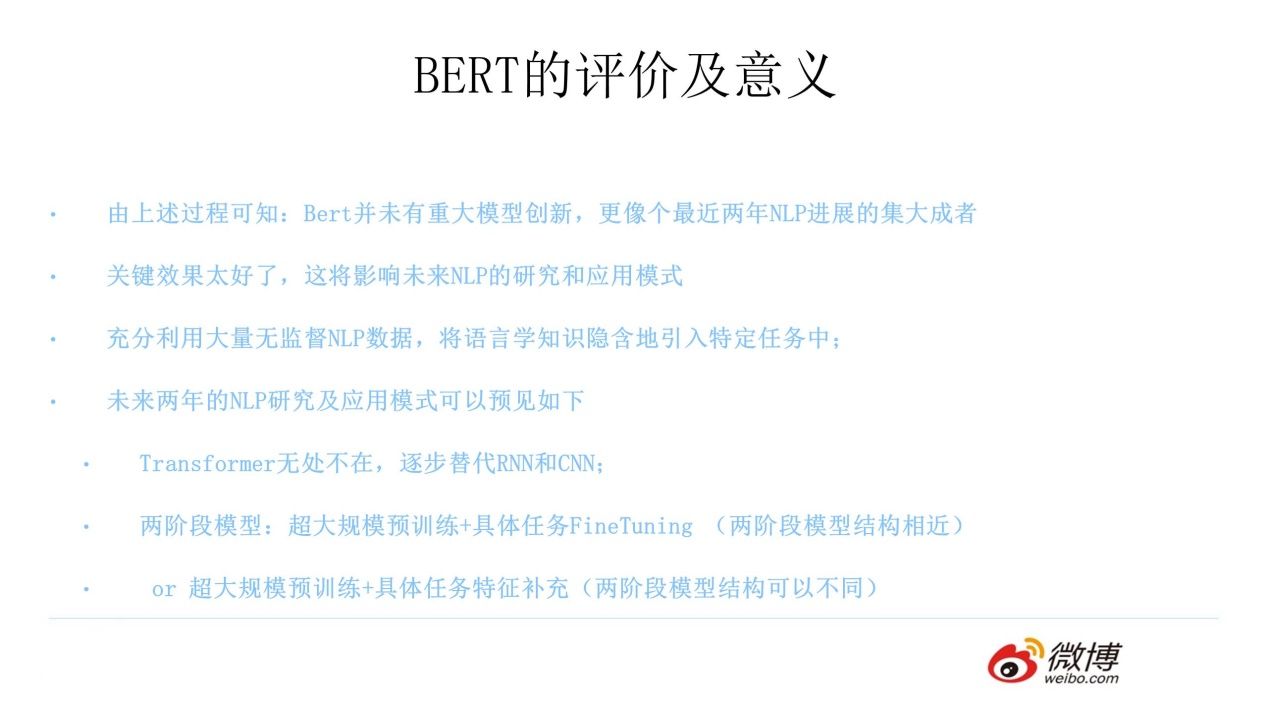 BERT的评价及意义
• 由上述过程可知：Bert并未有重大模型创新，更像个最近两年NLP进展的集大成者
• 关键效果太好了，这将影响未来NLP的研究和应用模式
• 充分利用大量无监督NLP数据，将语言学知识隐含地引入特定任务中；
• 未来两年的NLP研究及应用模式可以预见如下
• Transformer无处不在，逐步替代RNN和CNN；
• 两阶段模型：超大规模预训练+具体任务FineTuning （两阶段模型结构相近）
• or 超大规模预训练+具体任务特征补充（两阶段模型结构可以不同）
微博
weibo.com